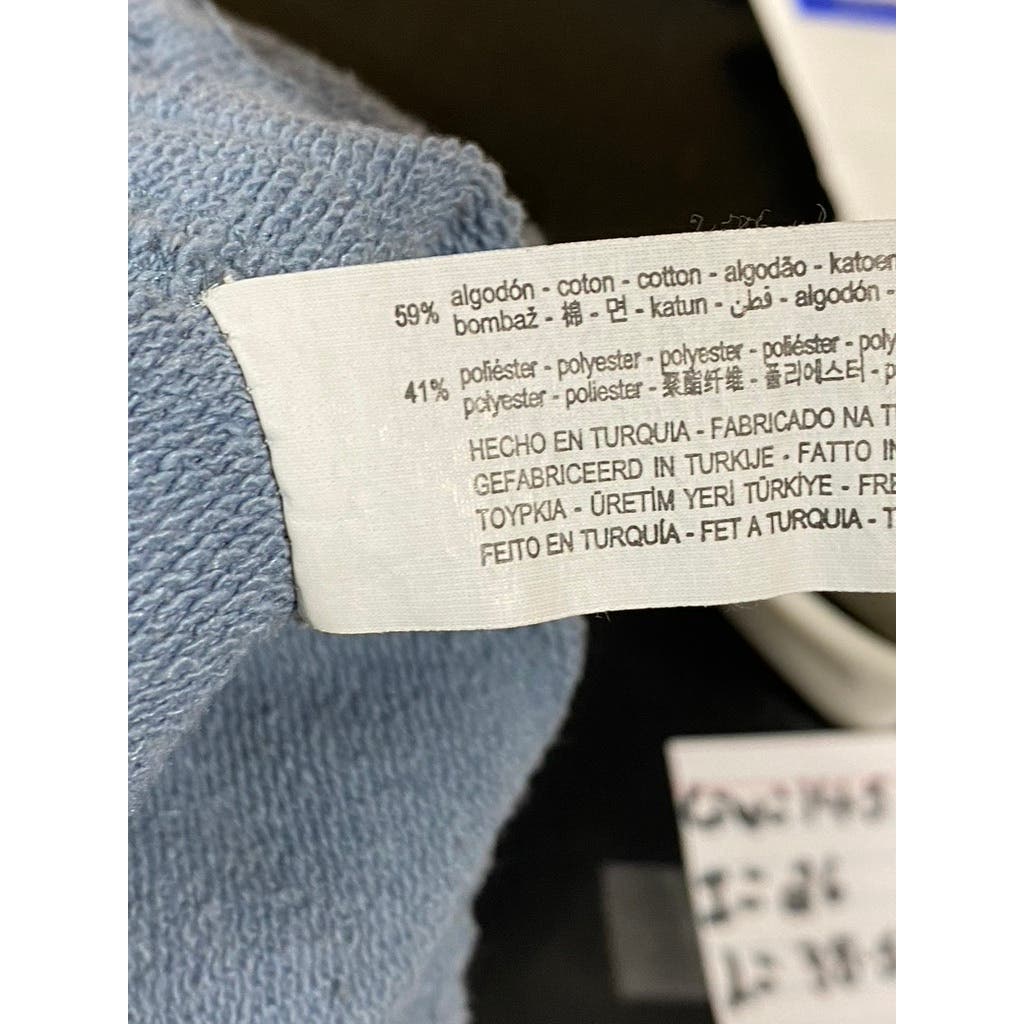 59% algodón - coton - cotton - algodão - katoen
bombaž - 棉 - 면 - katun - قطن - algodón -
41% poliéster - polyester - polyester - poliéster - poly
polyester - poliester - 聚酯纤维 - 폴리에스터 - p
HECHO EN TURQUIA - FABRICADO NA T
GEFABRICEERD IN TURKIJE - FATTO IN
ΤΟΥΡΚΙΑ - ÜRETİM YERİ TÜRKİYE - FRE
FEITO EN TURQUÍA - FET A TURQUIA - T